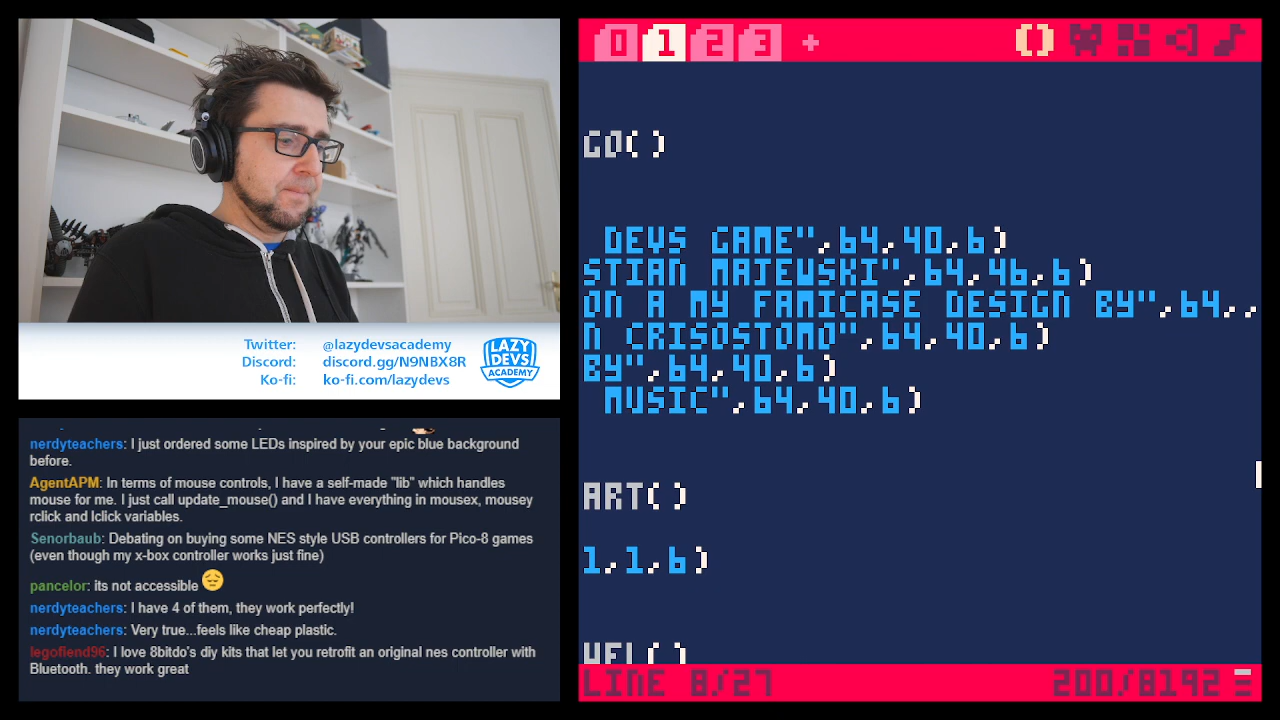 Twitter: @lazydevsacademy
Discord: discord.gg/N9NBX8R
Ko-fi: ko-fi.com/lazydevs
LAZY
DEVS
ACADEMY
nerdyteachers: I just ordered some LEDs inspired by your epic blue background
before.
AgentAPM: In terms of mouse controls, I have a self-made "lib" which handles
mouse for me. I just call update_mouse() and I have everything in mousex, mousey
rclick and lclick variables.
Senorbaub: Debating on buying some NES style USB controllers for Pico-8 games
(even though my x-box controller works just fine)
pancelor: its not accessible 😔
nerdyteachers: I have 4 of them, they work perfectly!
nerdyteachers: Very true...feels like cheap plastic.
legofiend96: I love 8bitdo's diy kits that let you retrofit an original nes controller with
Bluetooth. they work great
0 1 2 3 +
GO()
DEVS GAME",64,40,6)
STIAN MAJEWSKI",64,46,6)
ON A MY FAMICASE DESIGN BY",64,,
N CRISOSTOMO",64,40,6)
BY",64,40,6)
MUSIC",64,40,6)
ART()
1,1,6)
LINE 8/27
200/8192